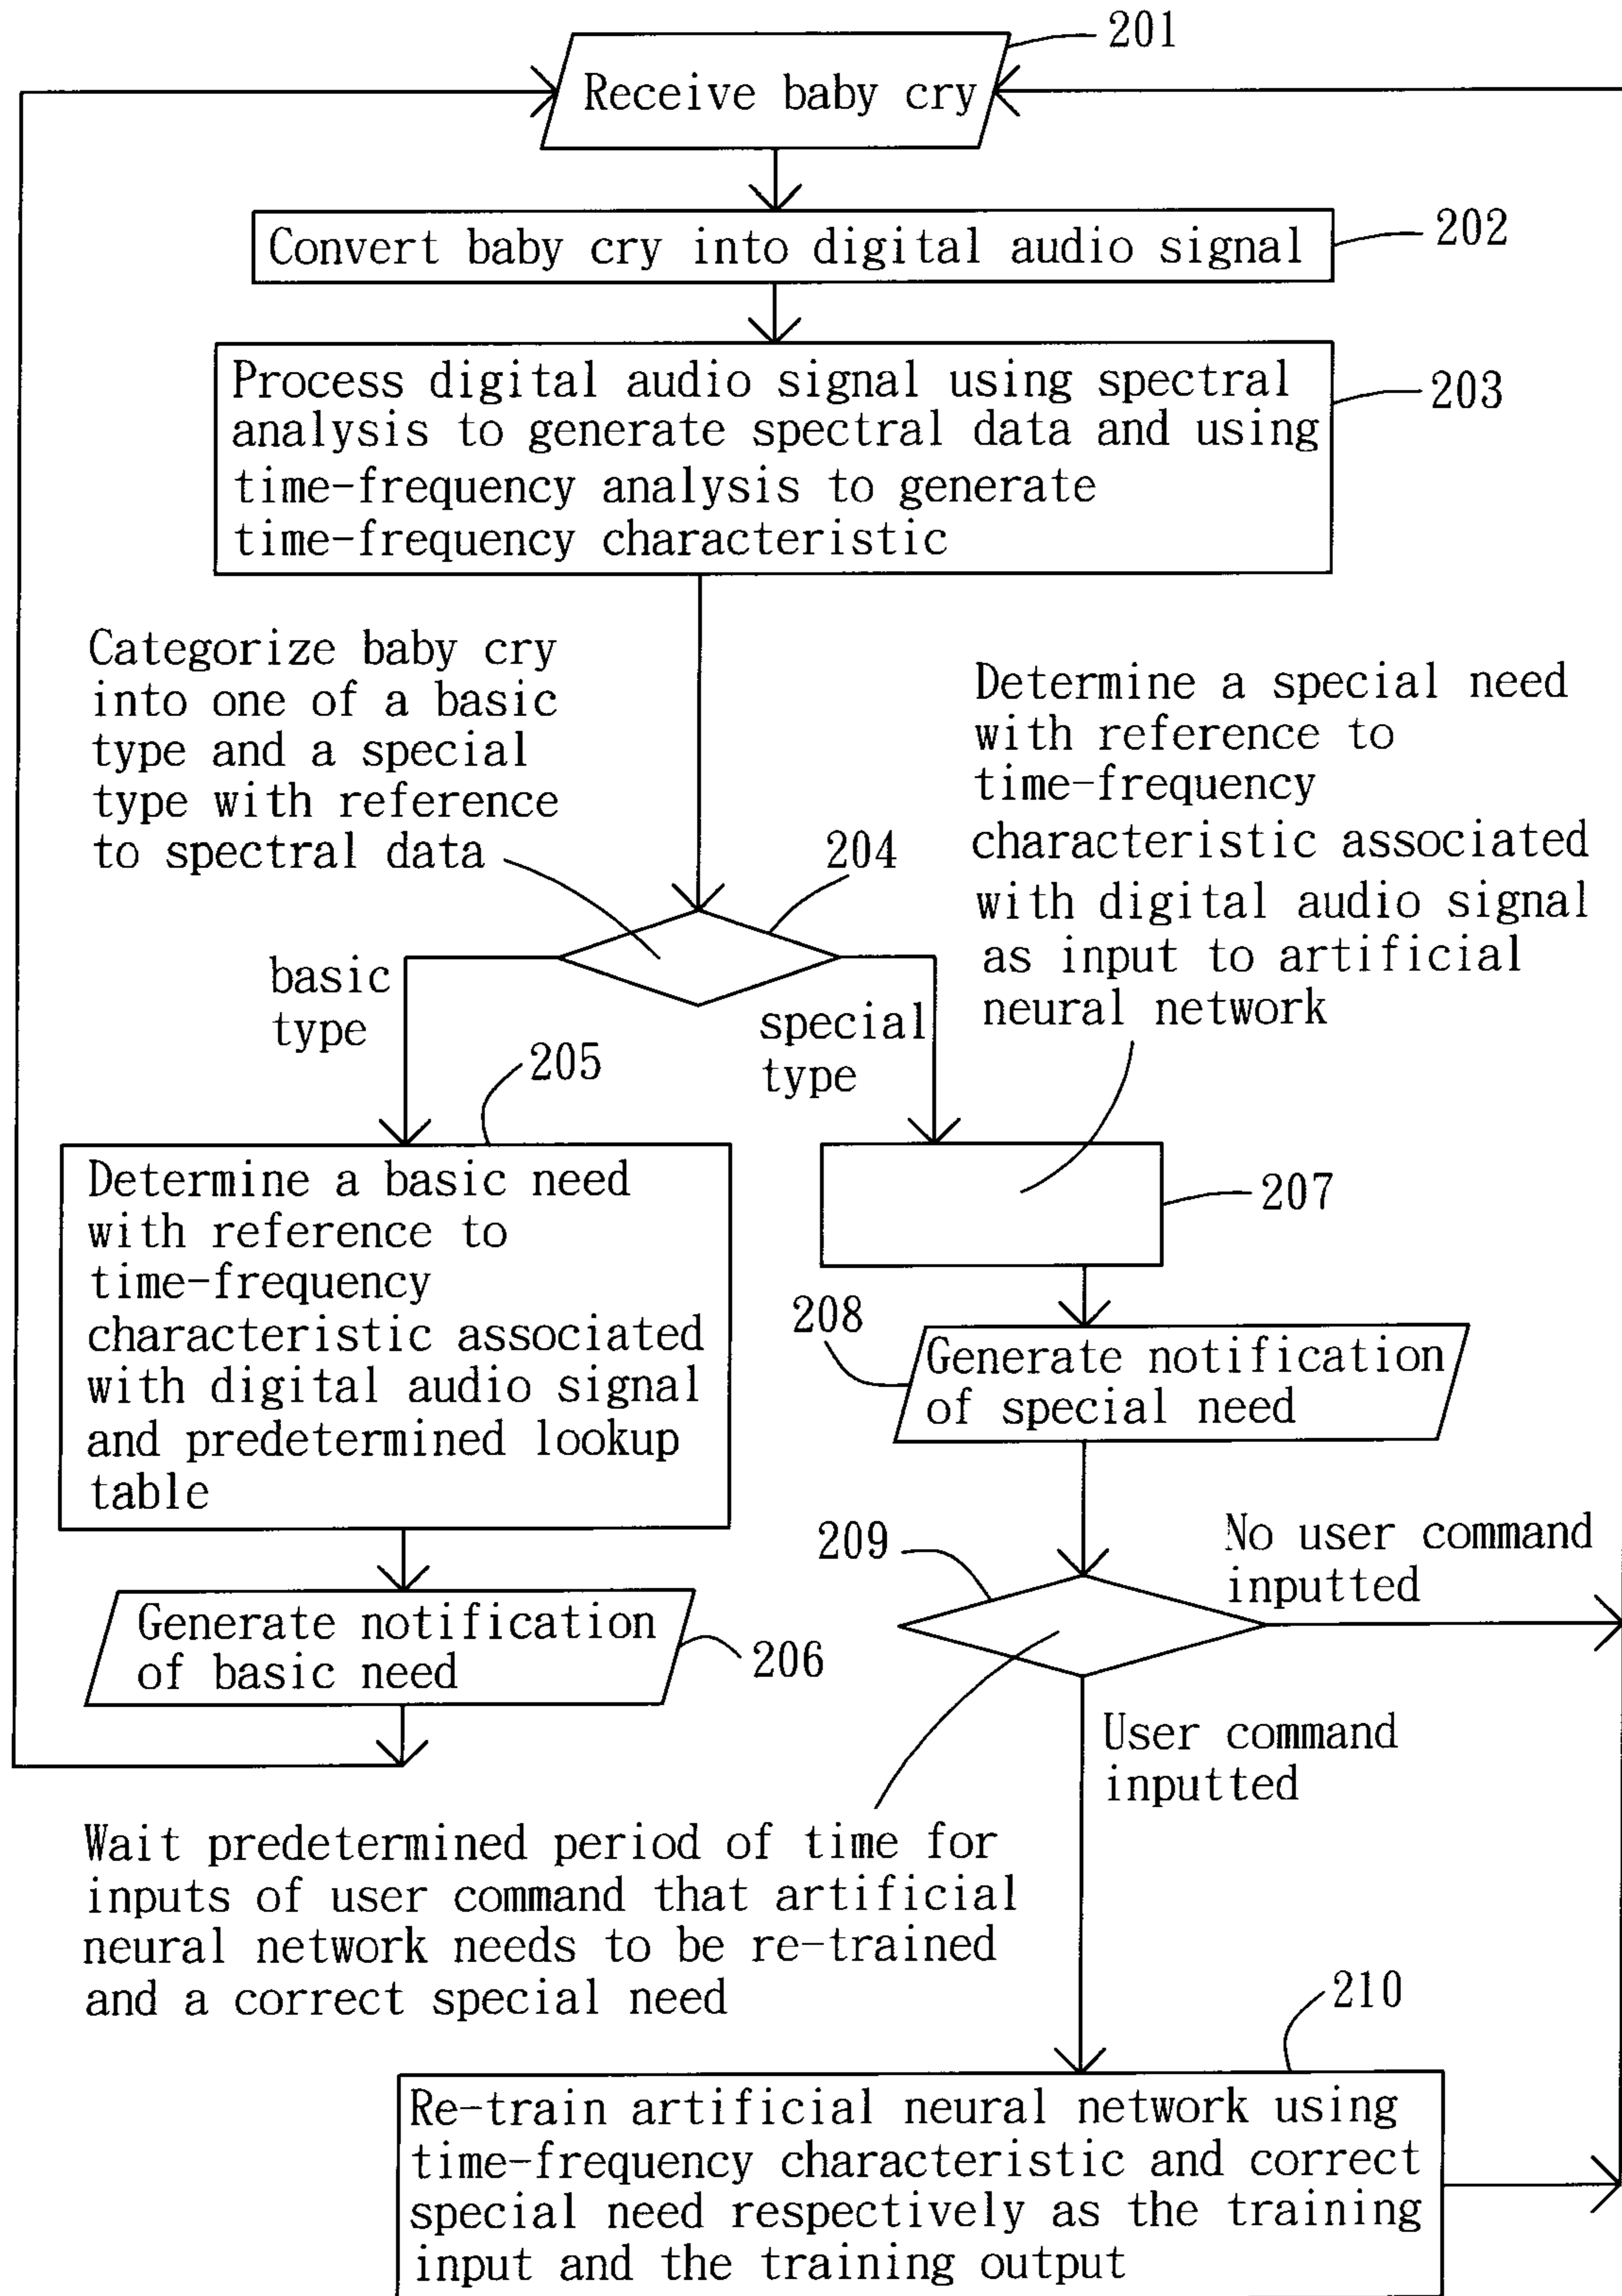 201
Receive baby cry
Convert baby cry into digital audio signal
202
Process digital audio signal using spectral
analysis to generate spectral data and using
time-frequency analysis to generate
time-frequency characteristic
203
Categorize baby cry
into one of a basic
type and a special
type with reference
to spectral data
204
Determine a special need
with reference to
time-frequency
characteristic associated
with digital audio signal
as input to artificial
neural network
basic
type
special
type
205
Determine a basic need
with reference to
time-frequency
characteristic associated
with digital audio signal
and predetermined lookup
table
207
208
Generate notification
of special need
209
No user command
inputted
Generate notification
of basic need
206
User command
inputted
Wait predetermined period of time for
inputs of user command that artificial
neural network needs to be re-trained
and a correct special need
210
Re-train artificial neural network using
time-frequency characteristic and correct
special need respectively as the training
input and the training output